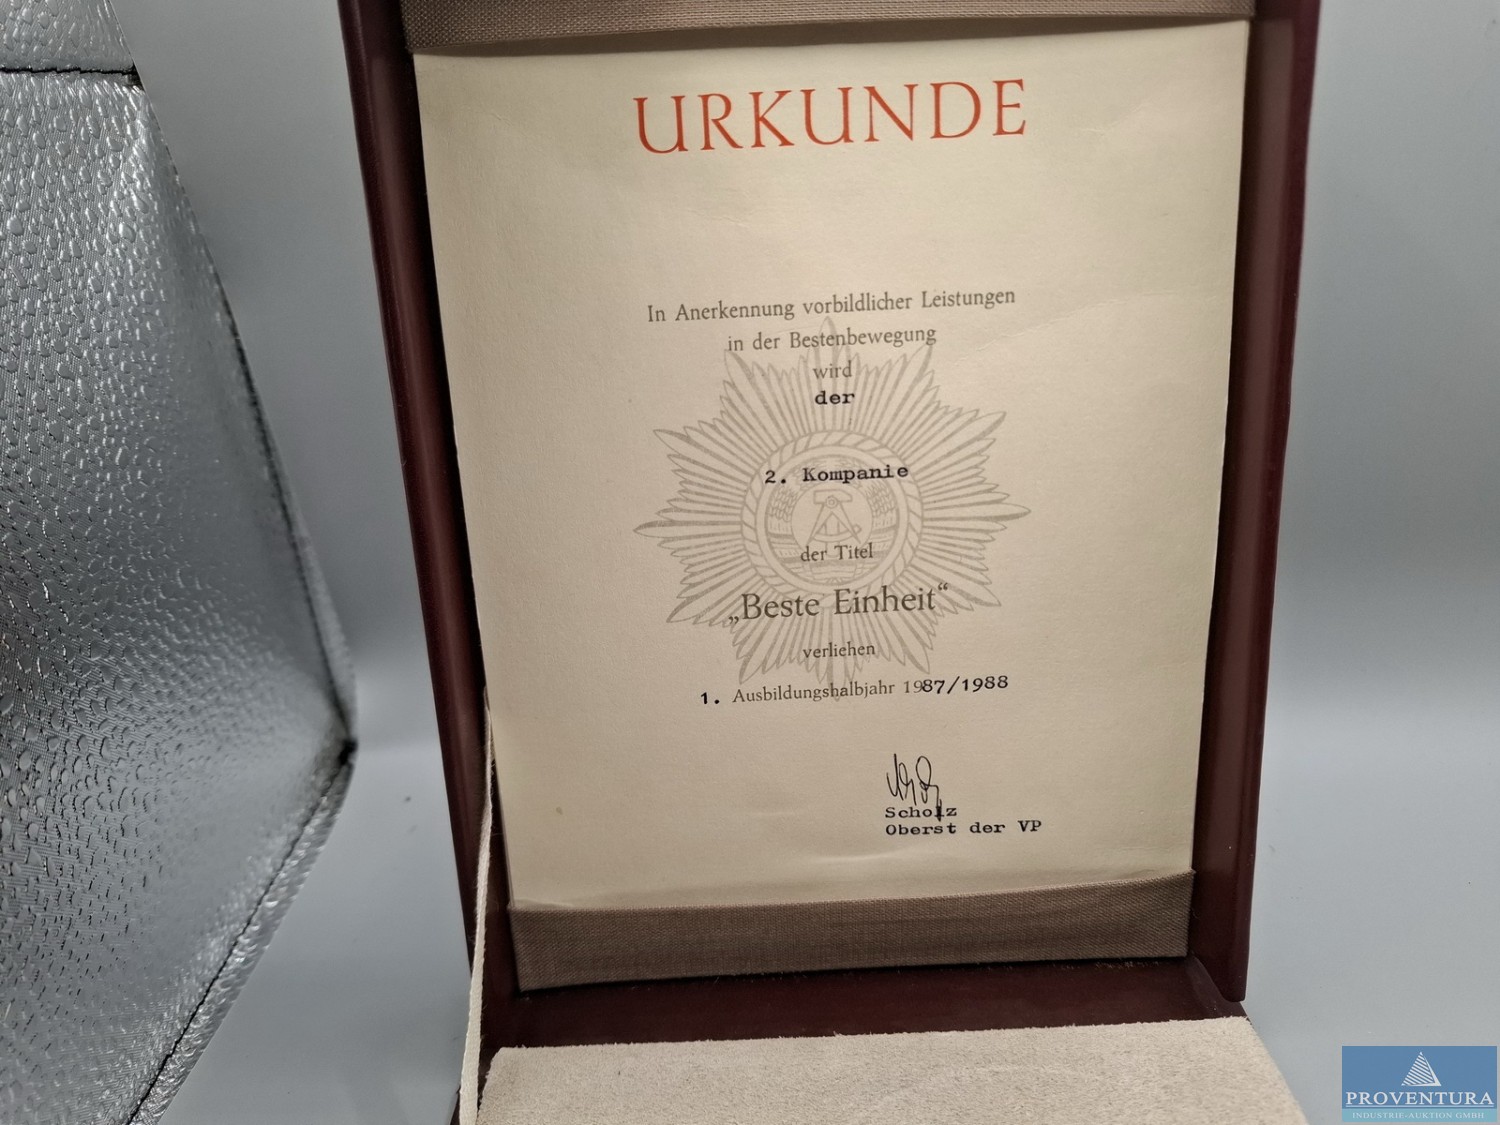 URKUNDE
In Anerkennung vorbildlicher Leistungen
in der Bestenbewegung
wird
der
2. Kompanie
der Titel
„Beste Einheit“
verliehen
1. Ausbildungshalbjahr 1987/1988
Scholz
Oberst der VP
PROVENTURA
INDUSTRIE-AUKTION GMBH